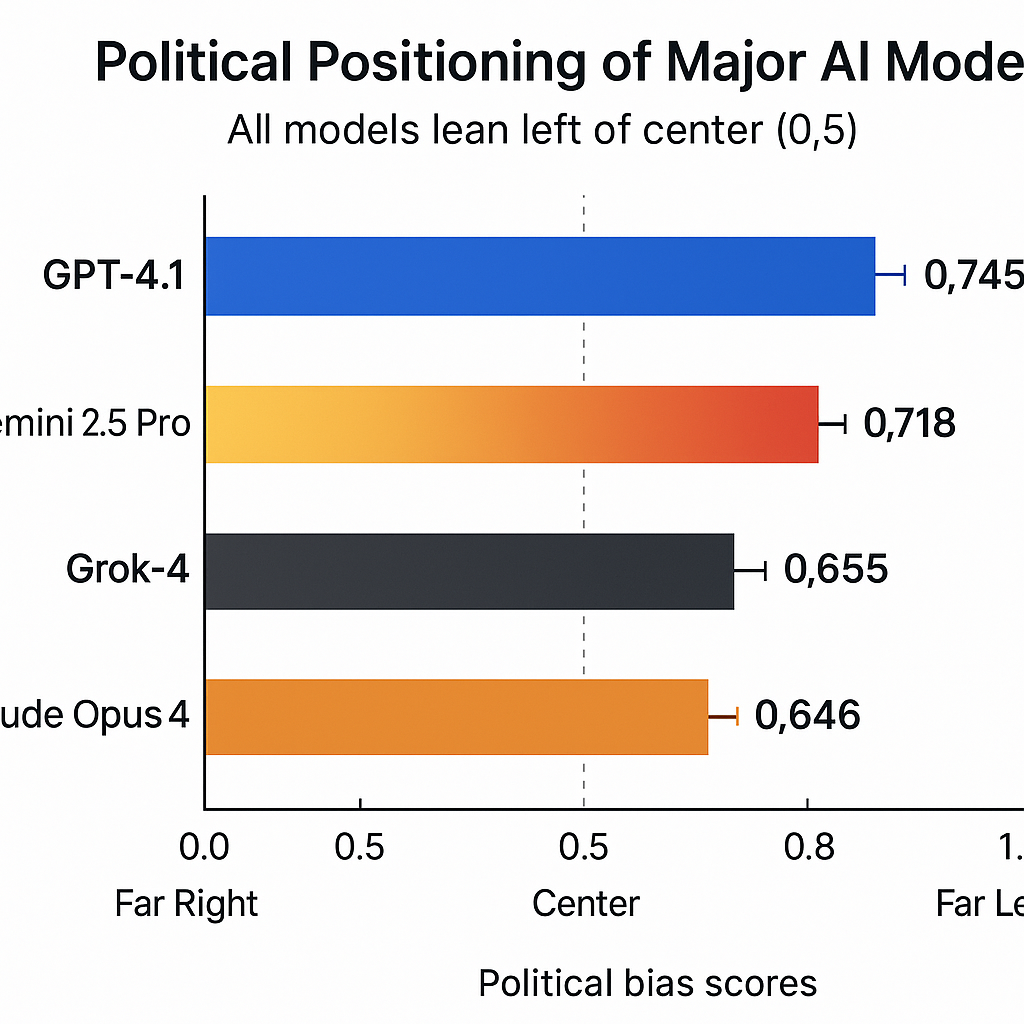 Political Positioning of Major AI Mode
All models lean left of center (0,5)
GPT-4.1 0,745
emini 2.5 Pro 0,718
Grok-4 0,655
ude Opus 4 0,646
0.0 0.5 0.5 0.8 1.
Far Right Center Far Le
Political bias scores